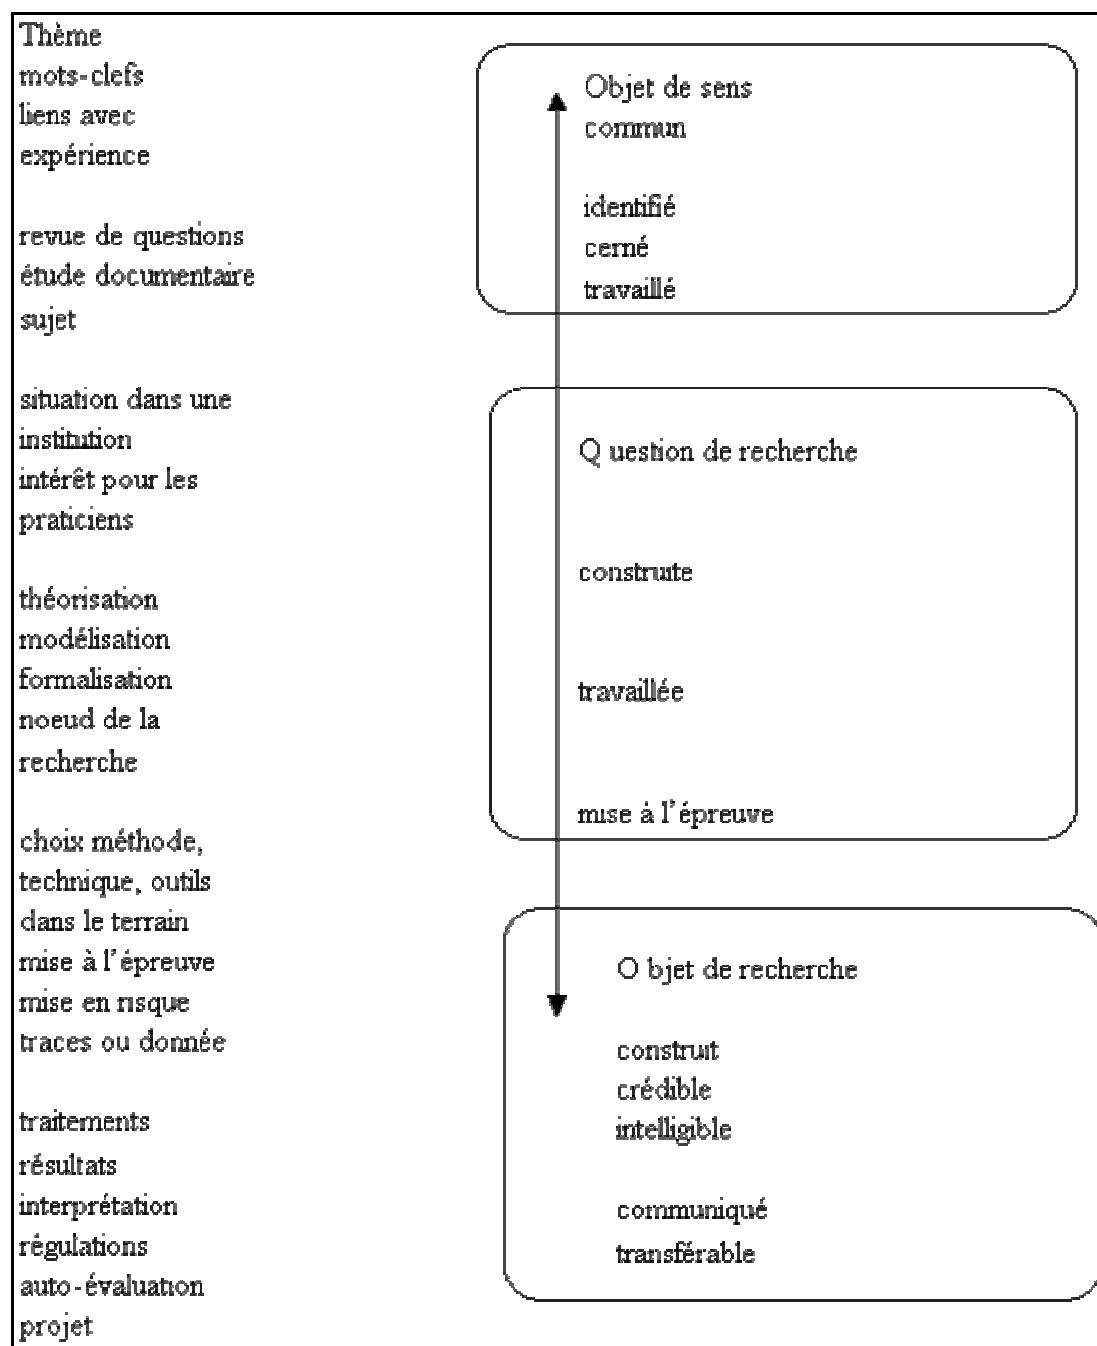 Thème
mots-clefs
liens avec
expérience
revue de questions
étude documentaire
sujet
situation dans une
institution
intérêt pour les
praticiens
théorisation
modélisation
formalisation
noeud de la
recherche
choix méthode,
technique, outils
dans le terrain
mise à l'épreuve
mise en risque
traces ou donnée
traitements
résultats
interprétation
régulations
auto-évaluation
projet
Objet de sens
commun
identifié
cerné
travaillé
Q uestion de recherche
construite
travaillée
mise à l'épreuve
O bjet de recherche
construit
crédible
intelligible
communiqué
transférable